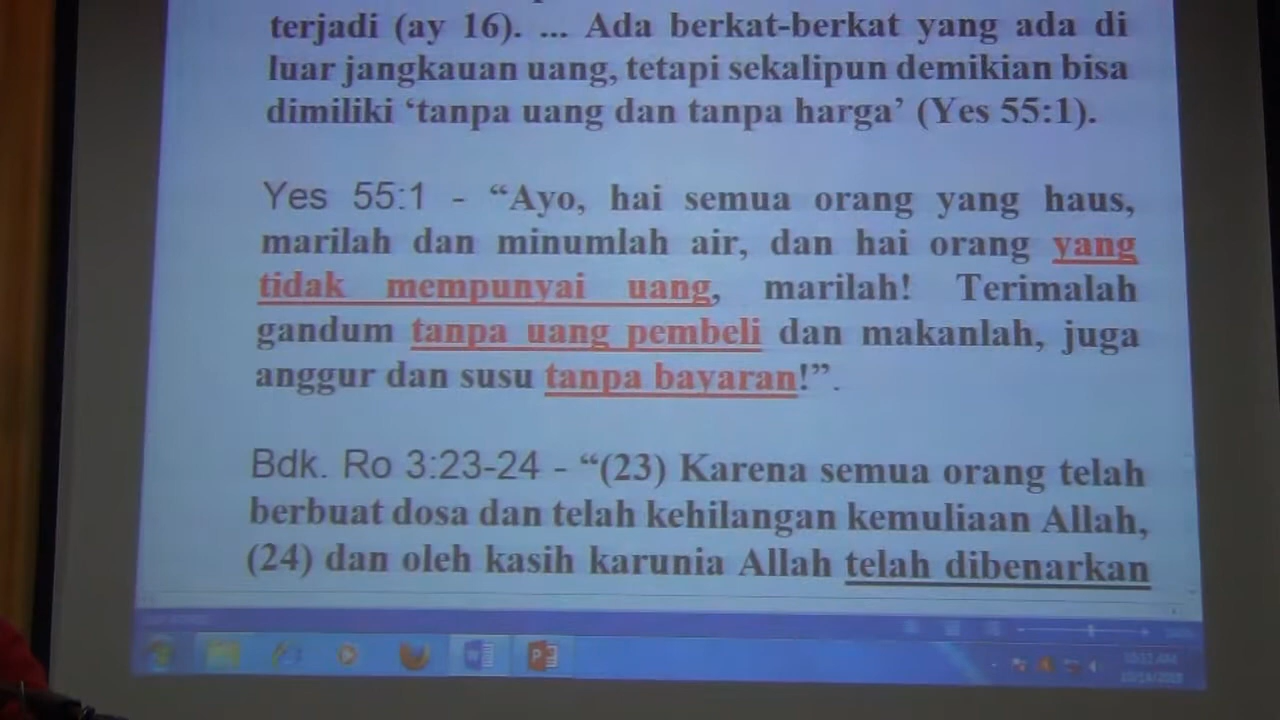 terjadi (ay 16). ... Ada berkat-berkat yang ada di
luar jangkauan uang, tetapi sekalipun demikian bisa
dimiliki ‘tanpa uang dan tanpa harga’ (Yes 55:1).
Yes 55:1 - “Ayo, hai semua orang yang haus,
marilah dan minumlah air, dan hai orang yang
tidak mempunyai uang, marilah! Terimalah
gandum tanpa uang pembeli dan makanlah, juga
anggur dan susu tanpa bayaran!”.
Bdk. Ro 3:23-24 - “(23) Karena semua orang telah
berbuat dosa dan telah kehilangan kemuliaan Allah,
(24) dan oleh kasih karunia Allah telah dibenarkan